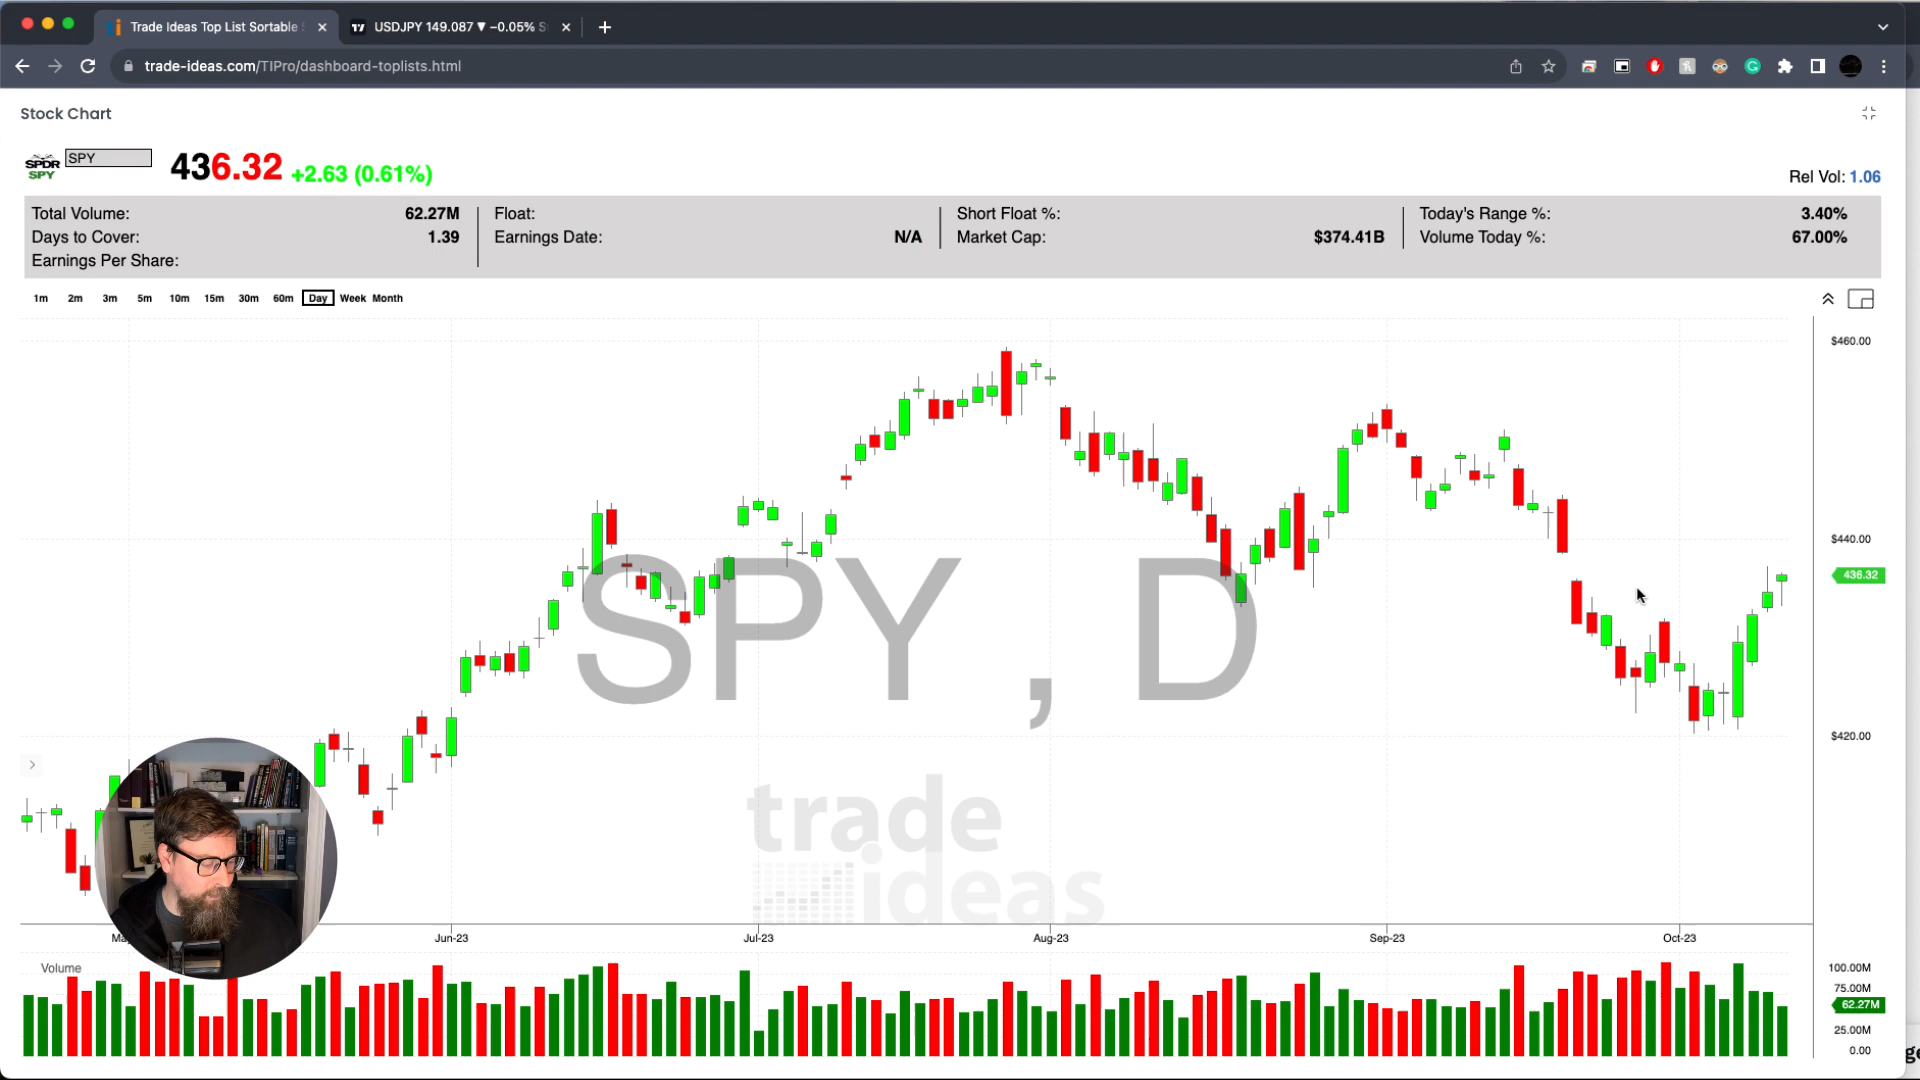 Trade Ideas Top List Sortable
USDJPY 149.087 ▼ −0.05% S
trade-ideas.com/TIPro/dashboard-toplists.html
Stock Chart
SPDR
SPY
SPY
436.32 +2.63 (0.61%)
Rel Vol: 1.06
Total Volume: 62.27M Float: Short Float %: Today's Range %: 3.40%
Days to Cover: 1.39 Earnings Date: N/A Market Cap: $374.41B Volume Today %: 67.00%
Earnings Per Share:
1m 2m 3m 5m 10m 15m 30m 60m Day Week Month
$460.00
$440.00
436.32
$420.00
SPY , D
trade
ideas
Jun-23 Jul-23 Aug-23 Sep-23 Oct-23
Volume
100.00M
75.00M
62.27M
25.00M
0.00